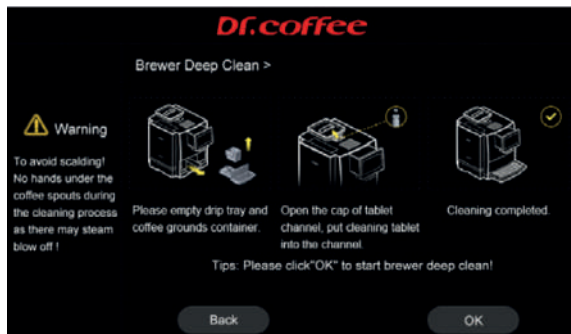 Dr.coffee
Brewer Deep Clean >
Warning
To avoid scalding!
No hands under the
coffee spouts during
the cleaning process
as there may steam
blow off !
Please empty drip tray and
coffee grounds container.
Open the cap of tablet
channel, put cleaning tablet
into the channel.
Cleaning completed.
Tips: Please click"OK" to start brewer deep clean!
Back
OK